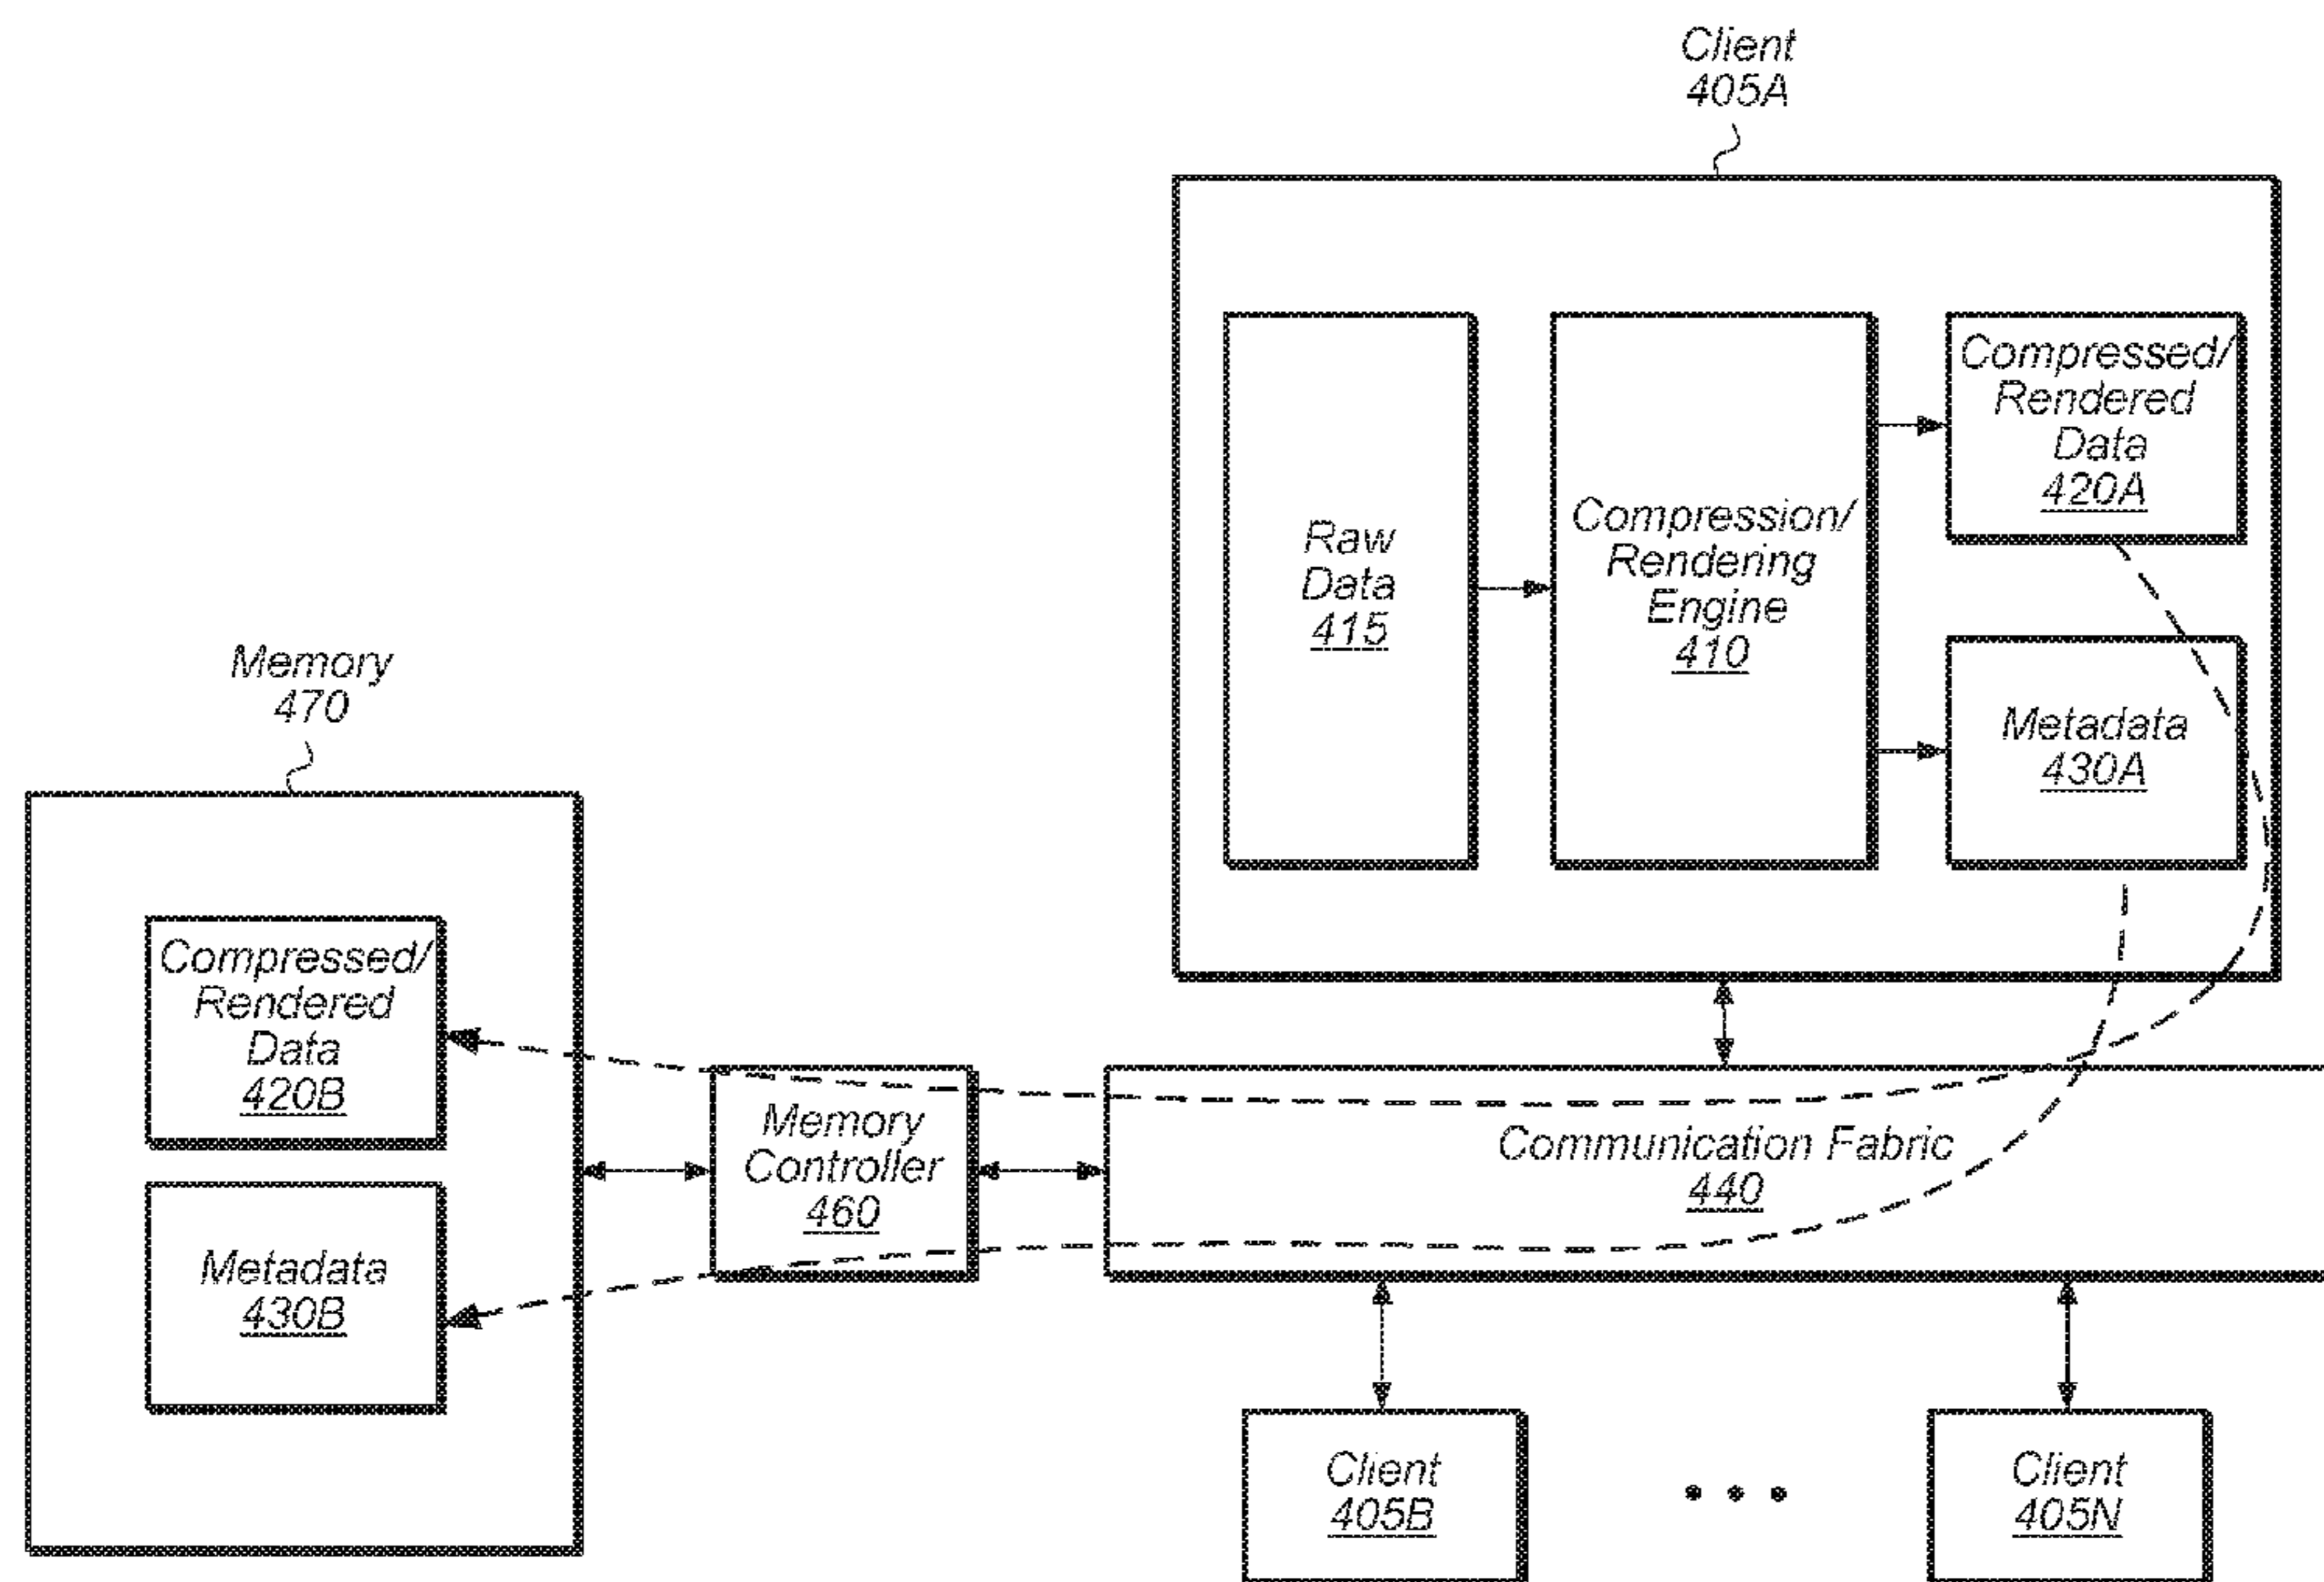 Client
405A
Raw
Data
415
Compression/
Rendering
Engine
410
Compressed/
Rendered
Data
420A
Metadata
430A
Memory
470
Compressed/
Rendered
Data
420B
Metadata
430B
Memory
Controller
460
Communication Fabric
440
Client
405B
Client
405N